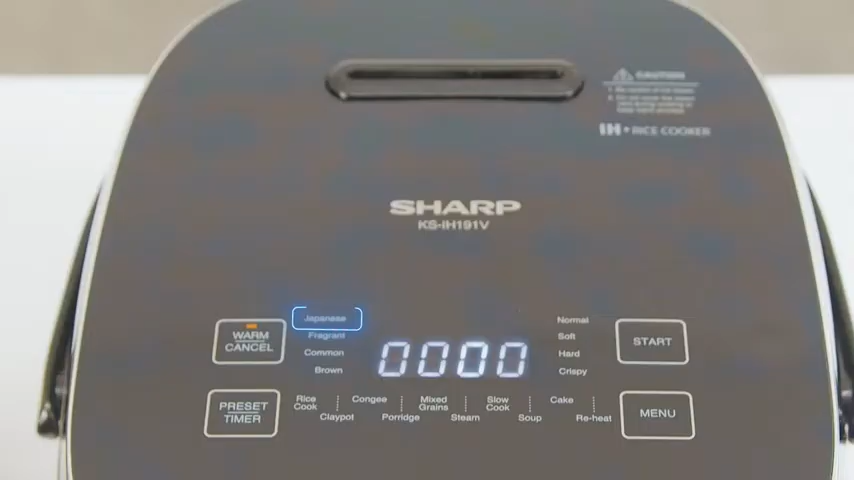 CAUTION
IH • RICE COOKER
SHARP
KS-IH191V
WARM
CANCEL
Japanese
Fragrant
Common
Brown
0000
Normal
Soft
Hard
Crispy
START
PRESET
TIMER
Rice
Cook
Claypot
Congee
Porridge
Mixed
Grains
Steam
Slow
Cook
Soup
Cake
Re-heat
MENU